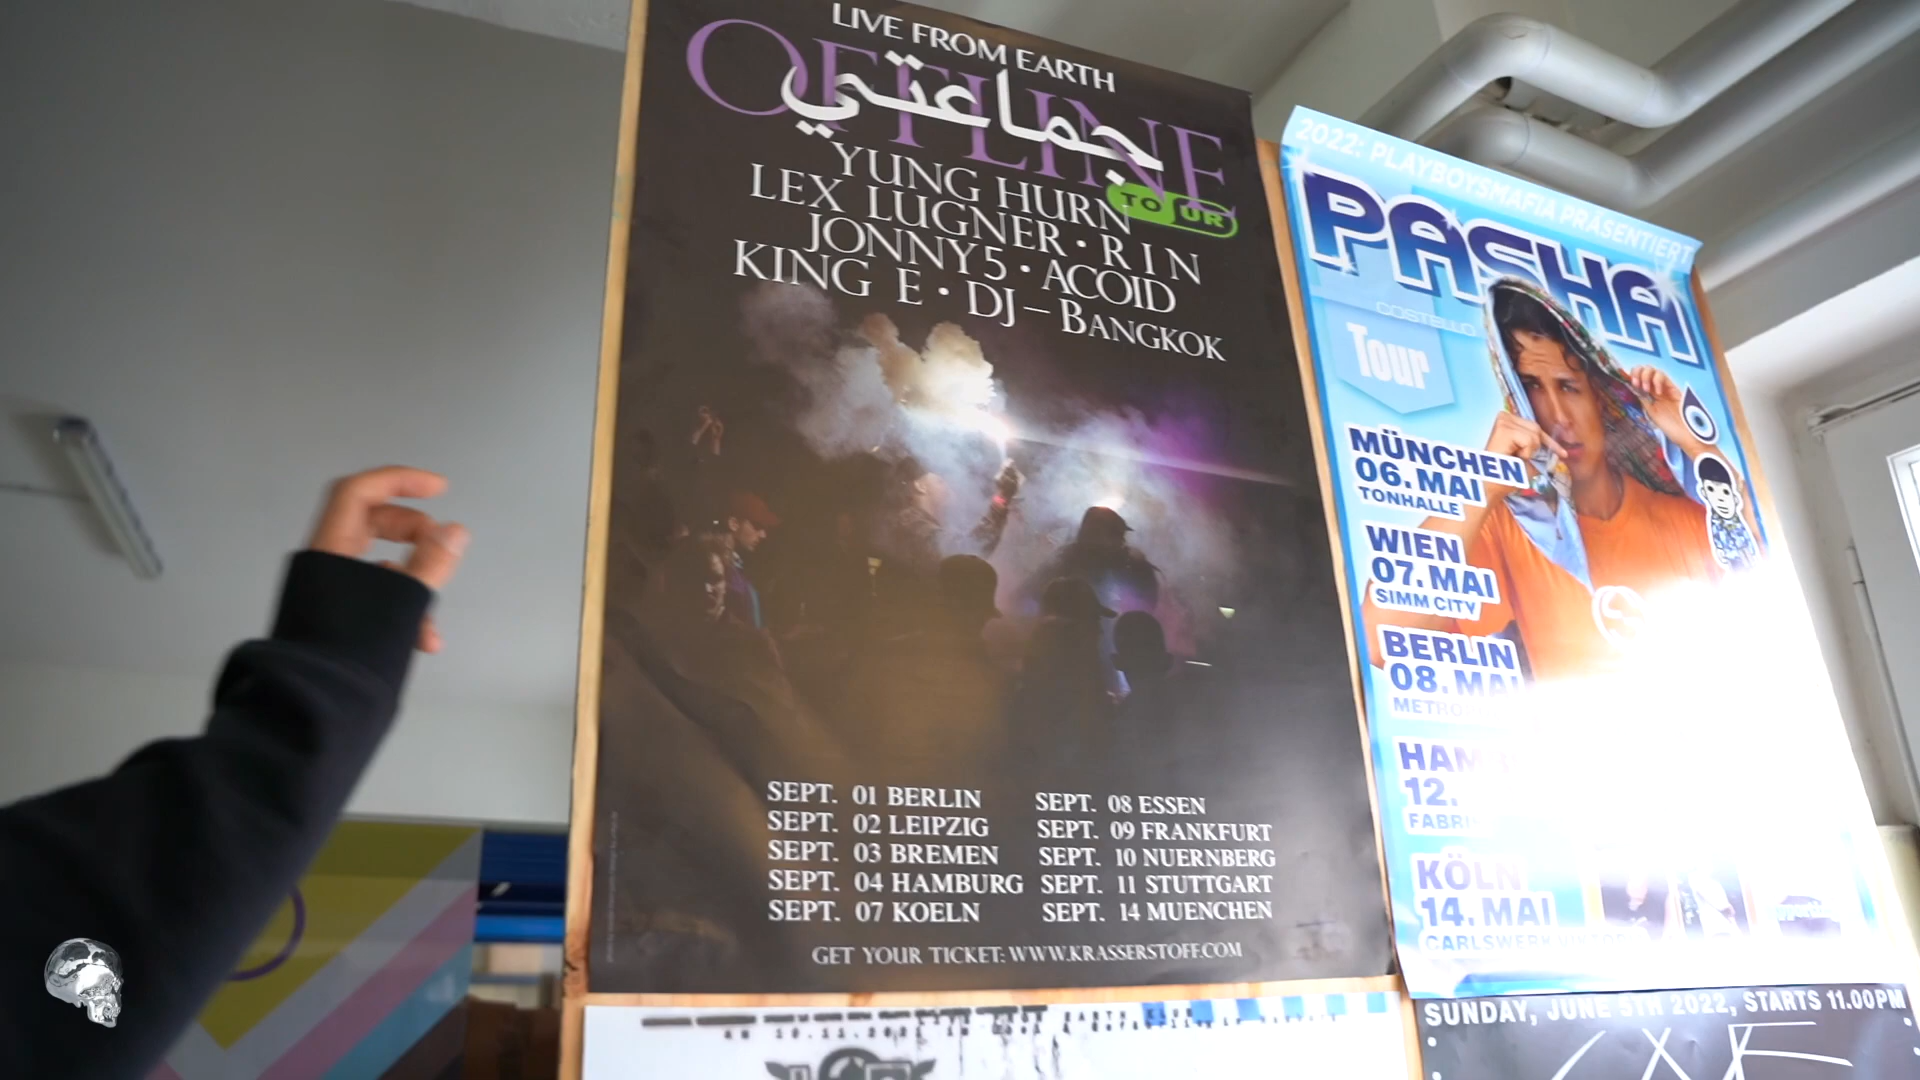 LIVE FROM EARTH
OFFLINE
جماعتي
TOUR
YUNG HURN
LEX LUGNER · RIN
JONNY5 · ACOID
KING E · DJ – BANGKOK
SEPT. 01 BERLIN
SEPT. 02 LEIPZIG
SEPT. 03 BREMEN
SEPT. 04 HAMBURG
SEPT. 07 KOELN
SEPT. 08 ESSEN
SEPT. 09 FRANKFURT
SEPT. 10 NUERNBERG
SEPT. 11 STUTTGART
SEPT. 14 MUENCHEN
GET YOUR TICKET: WWW.KRASSERSTOFF.COM
2022: PLAYBOYSMAFIA PRÄSENTIERT
PASHA
COSTELLO
Tour
MÜNCHEN
06. MAI
TONHALLE
WIEN
07. MAI
SIMM CITY
BERLIN
08. MAI
KÖLN
14. MAI
CARLSWERK
SUNDAY, JUNE 5TH 2022, STARTS 11.00PM